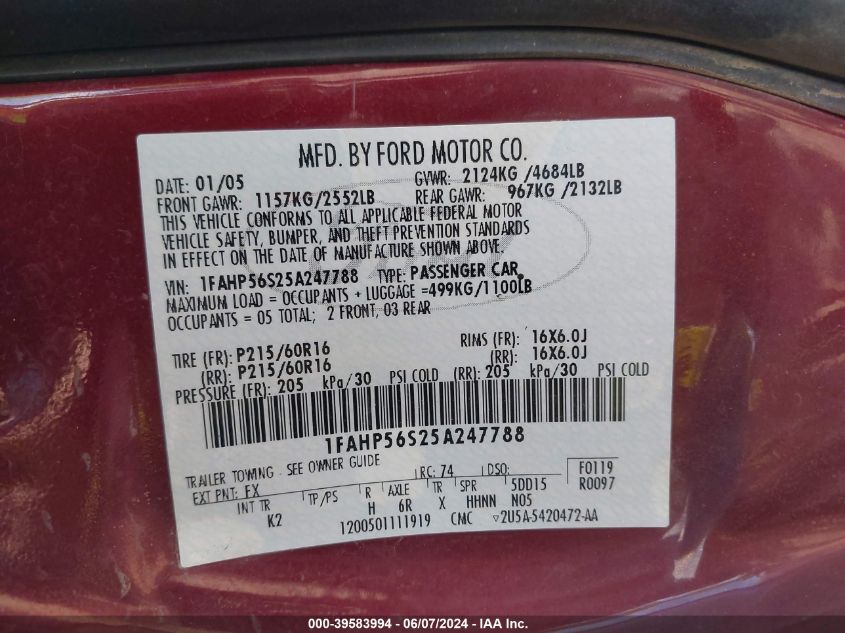 MFD. BY FORD MOTOR CO.
DATE: 01/05 GVWR: 2124KG /4684LB
FRONT GAWR: 1157KG/2552LB REAR GAWR: 967KG /2132LB
THIS VEHICLE CONFORMS TO ALL APPLICABLE FEDERAL MOTOR
VEHICLE SAFETY, BUMPER, AND THEFT PREVENTION STANDARDS
IN EFFECT ON THE DATE OF MANUFACTURE SHOWN ABOVE.
VIN: 1FAHP56S25A247788 TYPE: PASSENGER CAR
MAXIMUM LOAD = OCCUPANTS + LUGGAGE =499KG/1100LB
OCCUPANTS = 05 TOTAL; 2 FRONT, 03 REAR
TIRE (FR): P215/60R16 RIMS (FR): 16X6.0J
(RR): P215/60R16 (RR): 16X6.0J
PRESSURE (FR): 205 kPa/30 PSI COLD (RR): 205 kPa/30 PSI COLD
1FAHP56S25A247788
TRAILER TOWING - SEE OWNER GUIDE RC: 74 DSO: F0119
EXT PNT: FX R0097
INT TR TP/PS R AXLE TR SPR 5DD15
K2 H 6R X HHNN N05
1200501111919 CMC ▽2U5A-5420472-AA
000-39583994 - 06/07/2024 - IAA Inc.